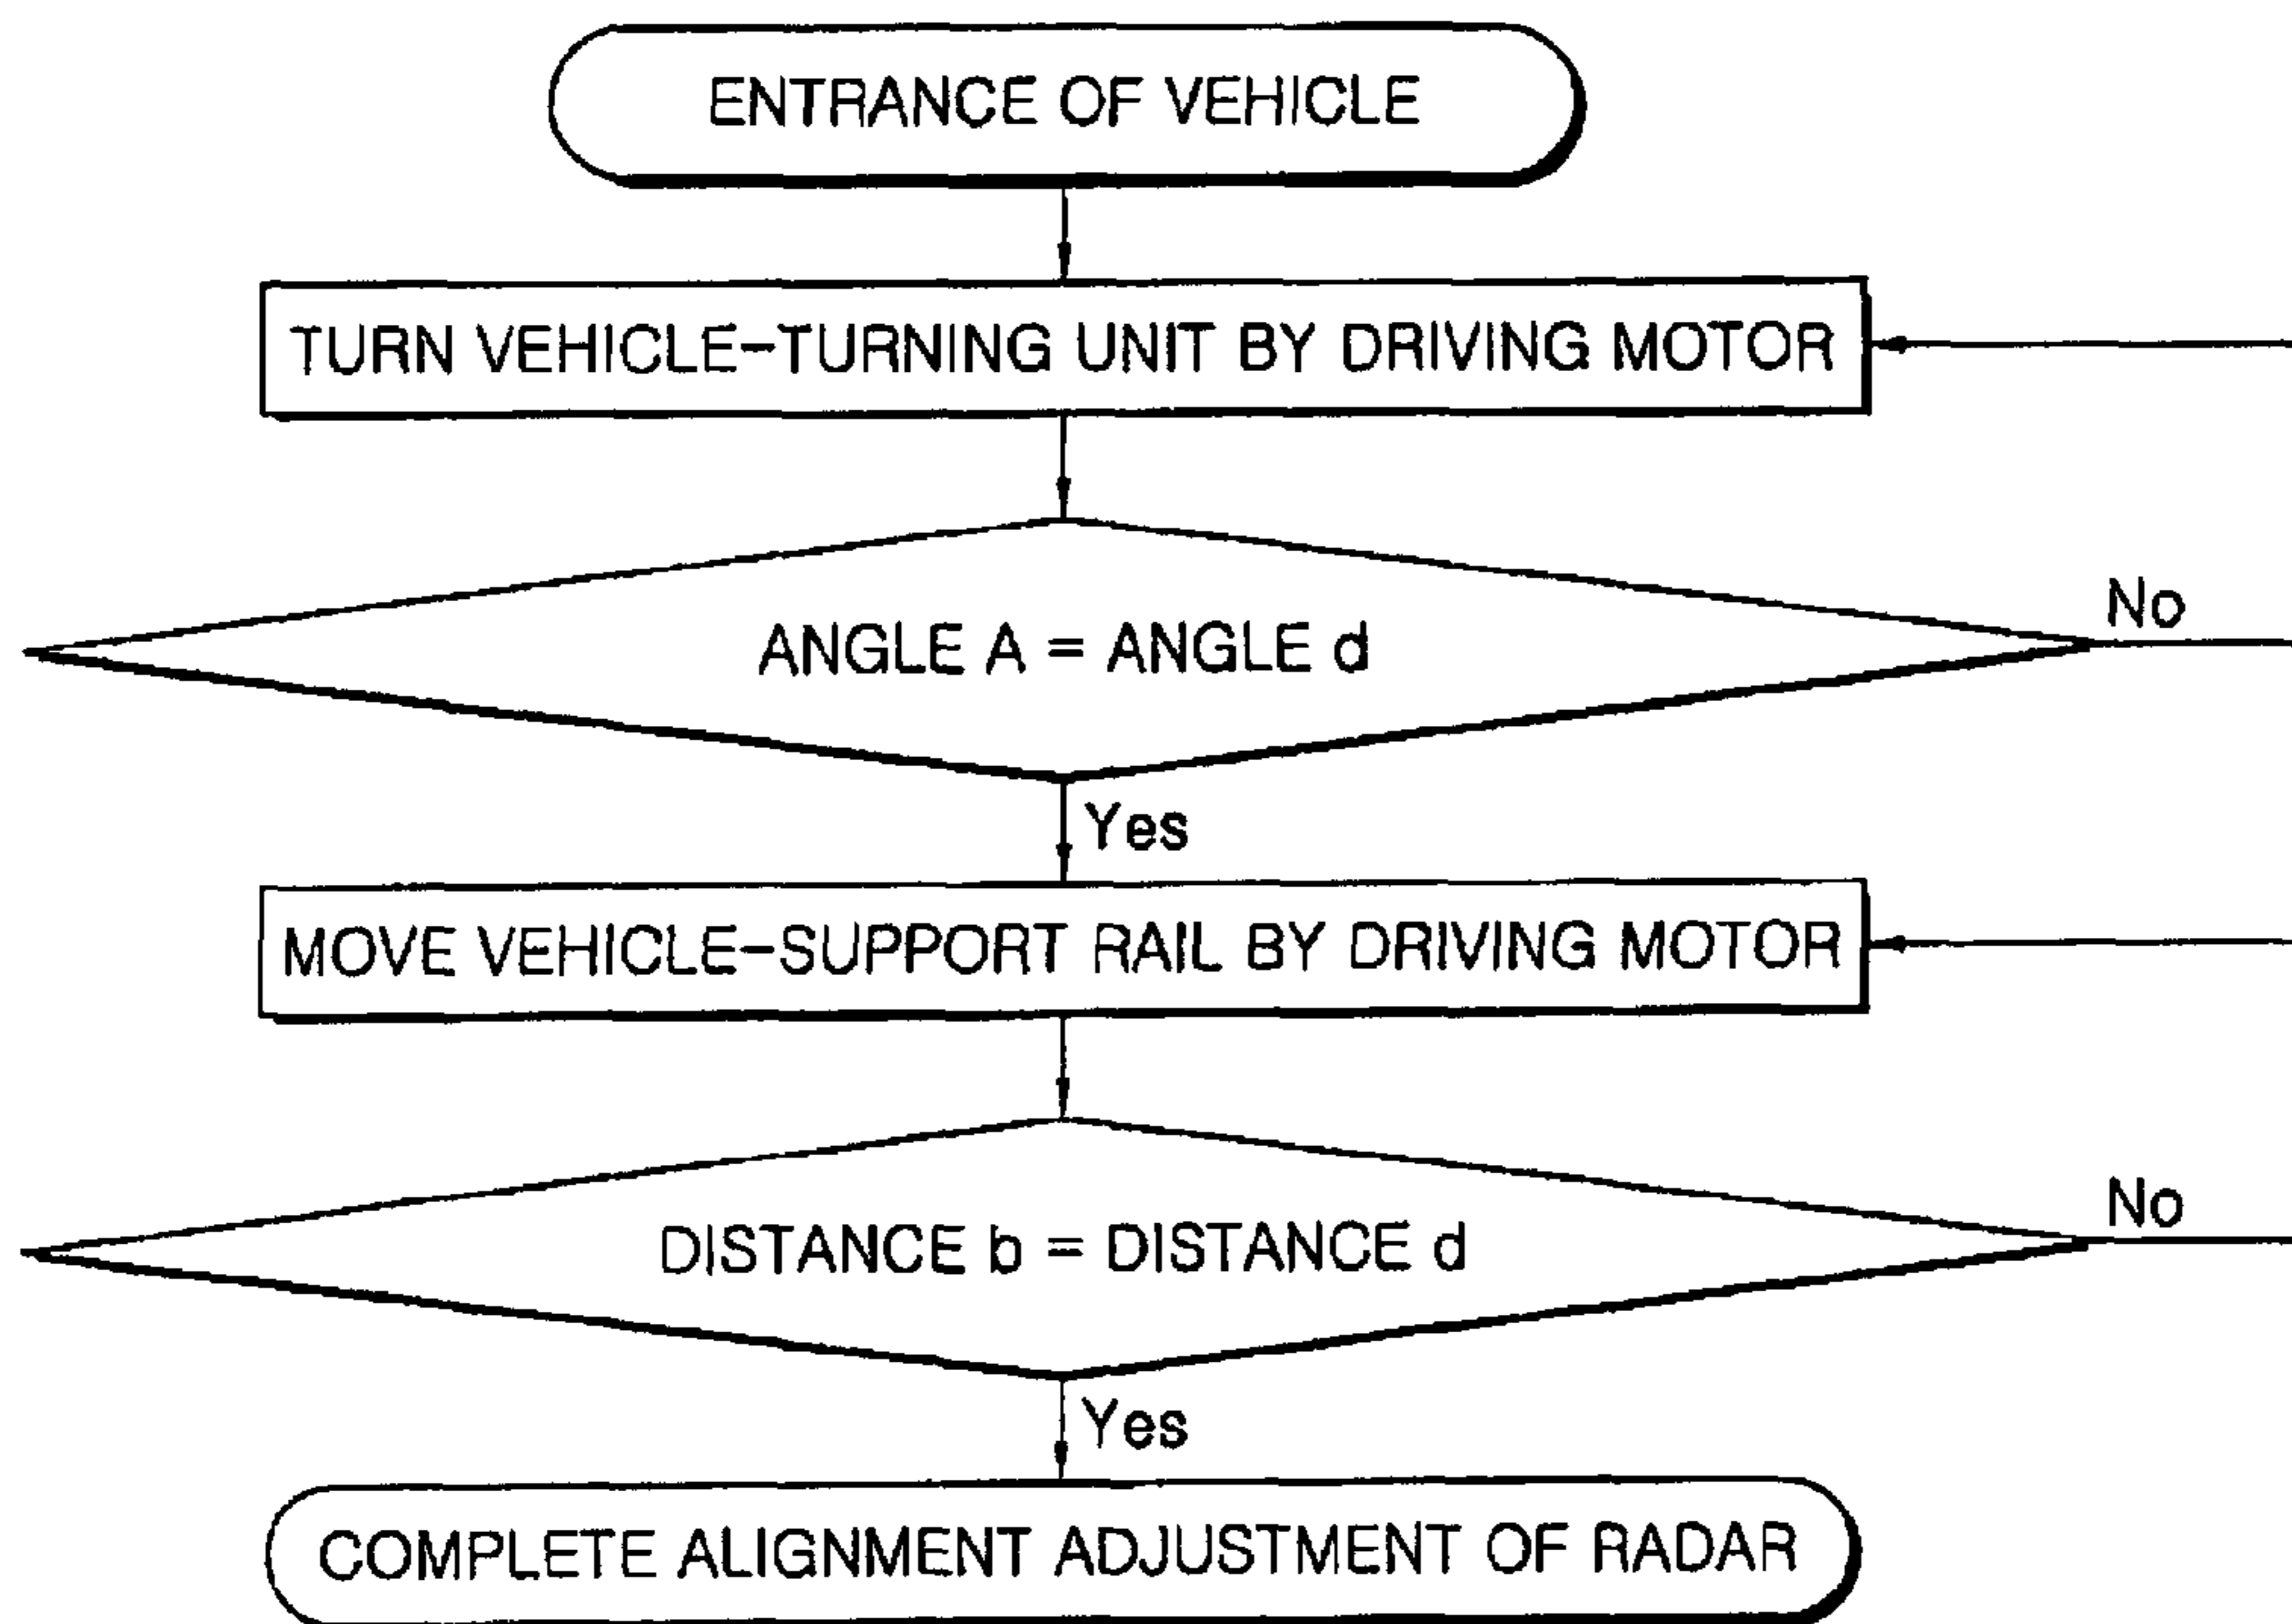 ENTRANCE OF VEHICLE
TURN VEHICLE-TURNING UNIT BY DRIVING MOTOR
ANGLE A = ANGLE d
No
Yes
MOVE VEHICLE-SUPPORT RAIL BY DRIVING MOTOR
DISTANCE b = DISTANCE d
No
Yes
COMPLETE ALIGNMENT ADJUSTMENT OF RADAR